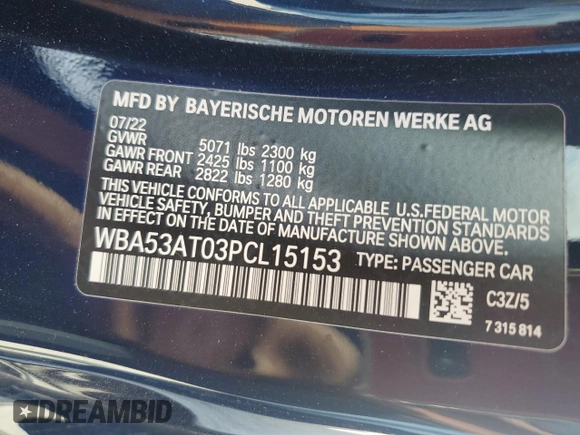 MFD BY BAYERISCHE MOTOREN WERKE AG
07/22
GVWR 5071 lbs 2300 kg
GAWR FRONT 2425 lbs 1100 kg
GAWR REAR 2822 lbs 1280 kg
THIS VEHICLE CONFORMS TO ALL APPLICABLE U.S.FEDERAL MOTOR
VEHICLE SAFETY, BUMPER AND THEFT PREVENTION STANDARDS
IN EFFECT ON THE DATE OF MANUFACTURE SHOWN ABOVE.
WBA53AT03PCL15153 TYPE: PASSENGER CAR
C3Z/5
7 315 814
DREAMBID